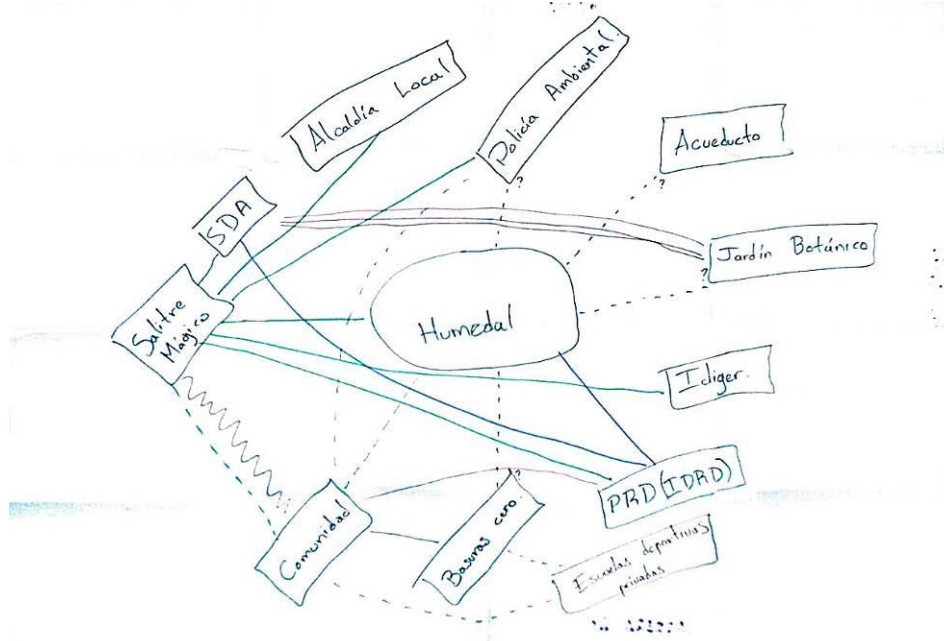 Alcaldía Local
Policía Ambiental
?
Acueducto
?
SDA
Jardín Botánico
?
Salitre
Mágico
Humedal
Idiger.
PRD (IDRD)
?
Comunidad
Basuras cero
Escuelas deportivas
privadas